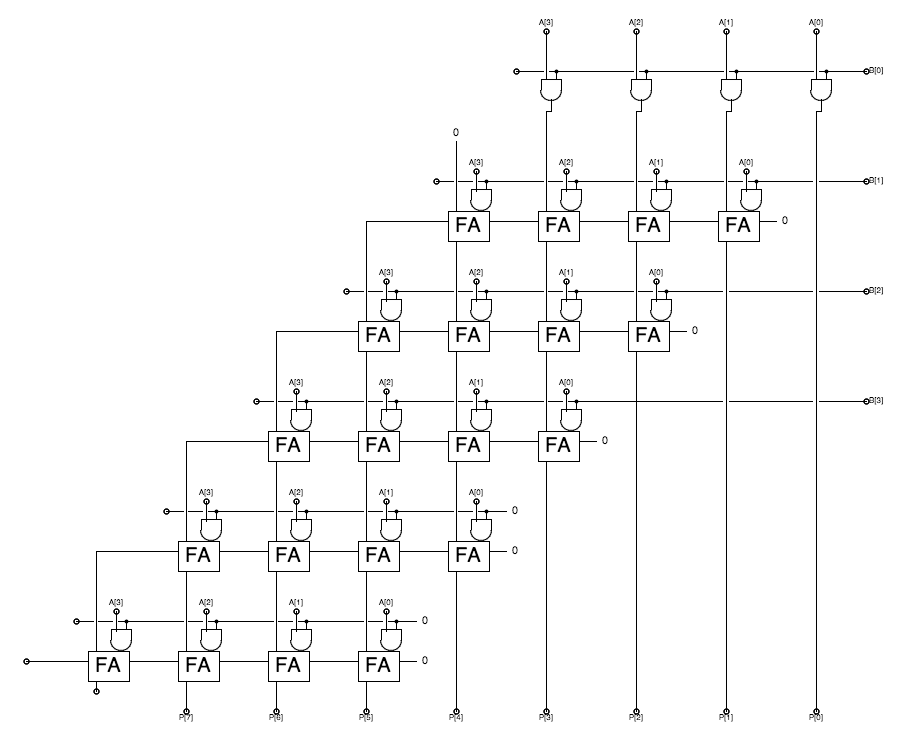 A[3] A[2] A[1] A[0]
B[0]
0
A[3] A[2] A[1] A[0]
B[1]
FA FA FA FA 0
A[3] A[2] A[1] A[0]
B[2]
FA FA FA FA 0
A[3] A[2] A[1] A[0]
B[3]
FA FA FA FA 0
A[3] A[2] A[1] A[0]
0
FA FA FA FA 0
A[3] A[2] A[1] A[0]
0
FA FA FA FA 0
P[7] P[6] P[5] P[4] P[3] P[2] P[1] P[0]